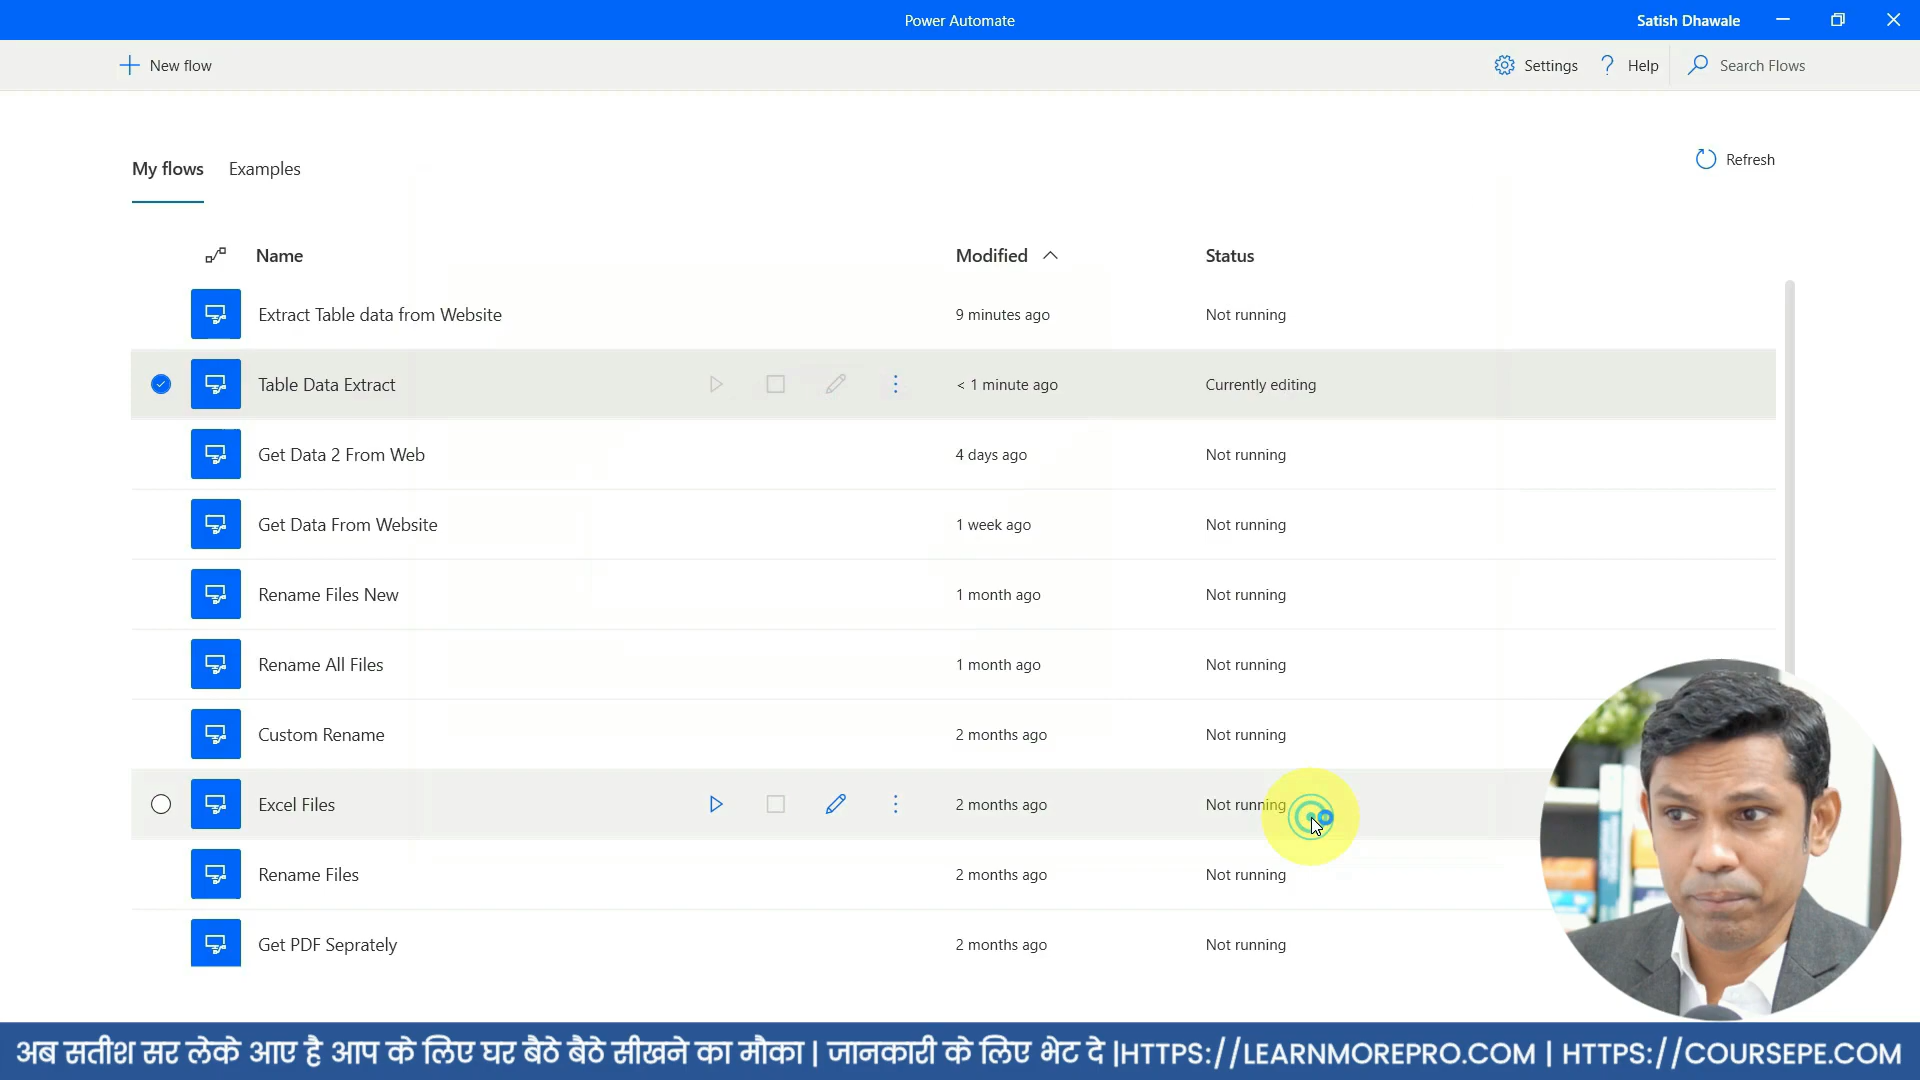 Power Automate
Satish Dhawale
New flow
Settings
Help
Search Flows
My flows
Examples
Refresh
Name
Modified
Status
Extract Table data from Website
9 minutes ago
Not running
Table Data Extract
< 1 minute ago
Currently editing
Get Data 2 From Web
4 days ago
Not running
Get Data From Website
1 week ago
Not running
Rename Files New
1 month ago
Not running
Rename All Files
1 month ago
Not running
Custom Rename
2 months ago
Not running
Excel Files
2 months ago
Not running
Rename Files
2 months ago
Not running
Get PDF Seprately
2 months ago
Not running
अब सतीश सर लेके आए है आप के लिए घर बैठे बैठे सीखने का मौका | जानकारी के लिए भेट दे |HTTPS://LEARNMOREPRO.COM | HTTPS://COURSEPE.COM